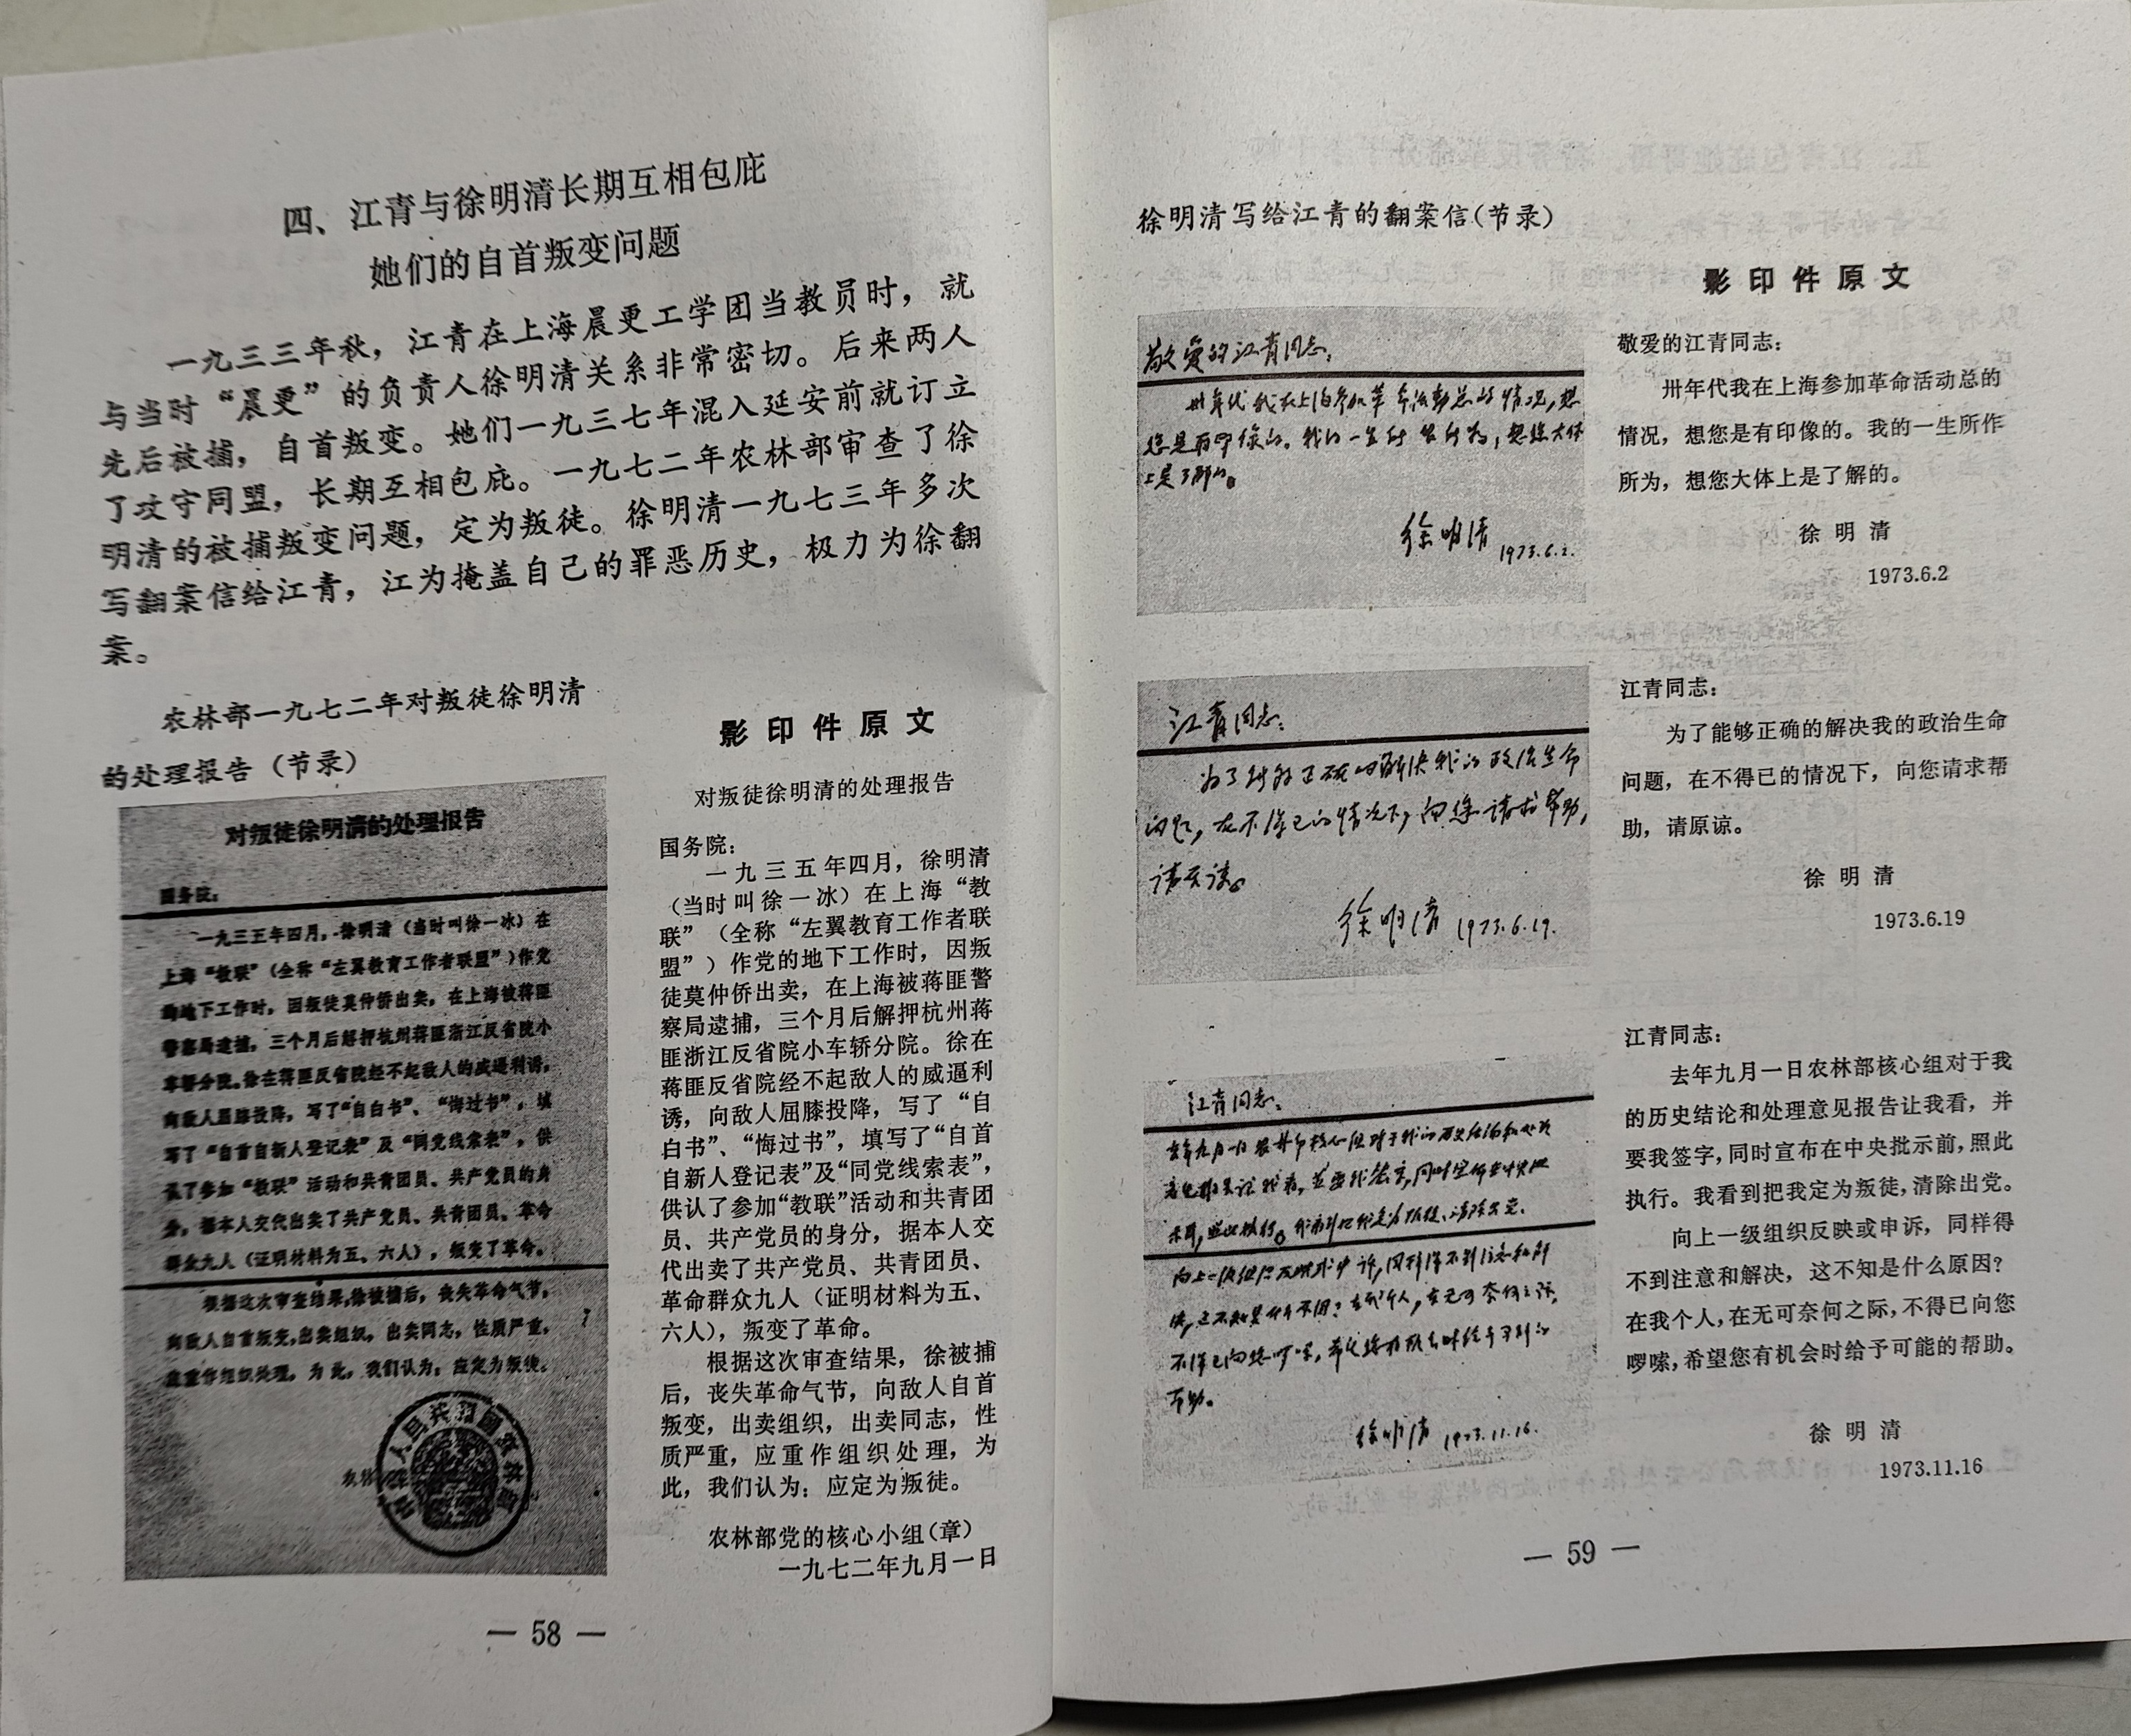 四、江青与徐明清长期互相包庇
她们的自首叛变问题
一九三三年秋，江青在上海晨更工学团当教员时，就
与当时“晨更”的负责人徐明清关系非常密切。后来两人
先后被捕，自首叛变。她们一九三七年混入延安前就订立
了攻守同盟，长期互相包庇。一九七二年农林部审查了徐
明清的被捕叛变问题，定为叛徒。徐明清一九七三年多次
写翻案信给江青，江为掩盖自己的罪恶历史，极力为徐翻
案。
农林部一九七二年对叛徒徐明清
的处理报告（节录）
对叛徒徐明清的处理报告
国务院：
一九三五年四月，徐明清（当时叫徐一冰）在
上海“教联”（全称“左翼教育工作者联盟”）作党
的地下工作时，因叛徒莫仲侨出卖，在上海被蒋匪
警察局逮捕，三个月后解押杭州蒋匪浙江反省院小
车轿分院。徐在蒋匪反省院经不起敌人的威逼利诱，
向敌人屈膝投降，写了“自白书”、“悔过书”，填
写了“自首自新人登记表”及“同党线索表”，供
认了参加“教联”活动和共青团员、共产党员的身
分，据本人交代出卖了共产党员、共青团员、革命
群众九人（证明材料为五、六人），叛变了革命。
根据这次审查结果，徐被捕后，丧失革命气节，
向敌人自首叛变，出卖组织，出卖同志，性质严重，
应重作组织处理，为此，我们认为：应定为叛徒。
影印件原文
对叛徒徐明清的处理报告
国务院：
一九三五年四月，徐明清
（当时叫徐一冰）在上海“教
联”（全称“左翼教育工作者联
盟”）作党的地下工作时，因叛
徒莫仲侨出卖，在上海被蒋匪警
察局逮捕，三个月后解押杭州蒋
匪浙江反省院小车轿分院。徐在
蒋匪反省院经不起敌人的威逼利
诱，向敌人屈膝投降，写了“自
白书”、“悔过书”，填写了“自首
自新人登记表”及“同党线索表”，
供认了参加“教联”活动和共青团
员、共产党员的身分，据本人交
代出卖了共产党员、共青团员、
革命群众九人（证明材料为五、
六人），叛变了革命。
根据这次审查结果，徐被捕
后，丧失革命气节，向敌人自首
叛变，出卖组织，出卖同志，性
质严重，应重作组织处理，为
此，我们认为：应定为叛徒。
农林部党的核心小组（章）
一九七二年九月一日
— 58 —
徐明清写给江青的翻案信（节录）
影印件原文
敬爱的江青同志：
卅年代我在上海参加革命活动总的情况，想
您是有印像的。我的一生所作所为，想您大体
上是了解的。
徐明清 1973.6.2.
敬爱的江青同志：
卅年代我在上海参加革命活动总的
情况，想您是有印像的。我的一生所作
所为，想您大体上是了解的。
徐明清
1973.6.2
江青同志：
为了能够正确的解决我的政治生命
问题，在不得已的情况下，向您请求帮助，
请原谅。
徐明清 1973.6.19.
江青同志：
为了能够正确的解决我的政治生命
问题，在不得已的情况下，向您请求帮
助，请原谅。
徐明清
1973.6.19
江青同志：
去年九月一日农林部核心组对于我的历史结论和处理
意见报告让我看，并要我签字，同时宣布在中央批
示前，照此执行。我看到把我定为叛徒、清除出党。
向上一级组织反映或申诉，同样得不到注意和解
决，这不知是什么原因？在我个人，在无可奈何之际，
不得已向您啰嗦，希望您有机会时给予可能的
帮助。
徐明清 1973.11.16.
江青同志：
去年九月一日农林部核心组对于我
的历史结论和处理意见报告让我看，并
要我签字，同时宣布在中央批示前，照此
执行。我看到把我定为叛徒，清除出党。
向上一级组织反映或申诉，同样得
不到注意和解决，这不知是什么原因？
在我个人，在无可奈何之际，不得已向您
啰嗦，希望您有机会时给予可能的帮助。
徐明清
1973.11.16
— 59 —